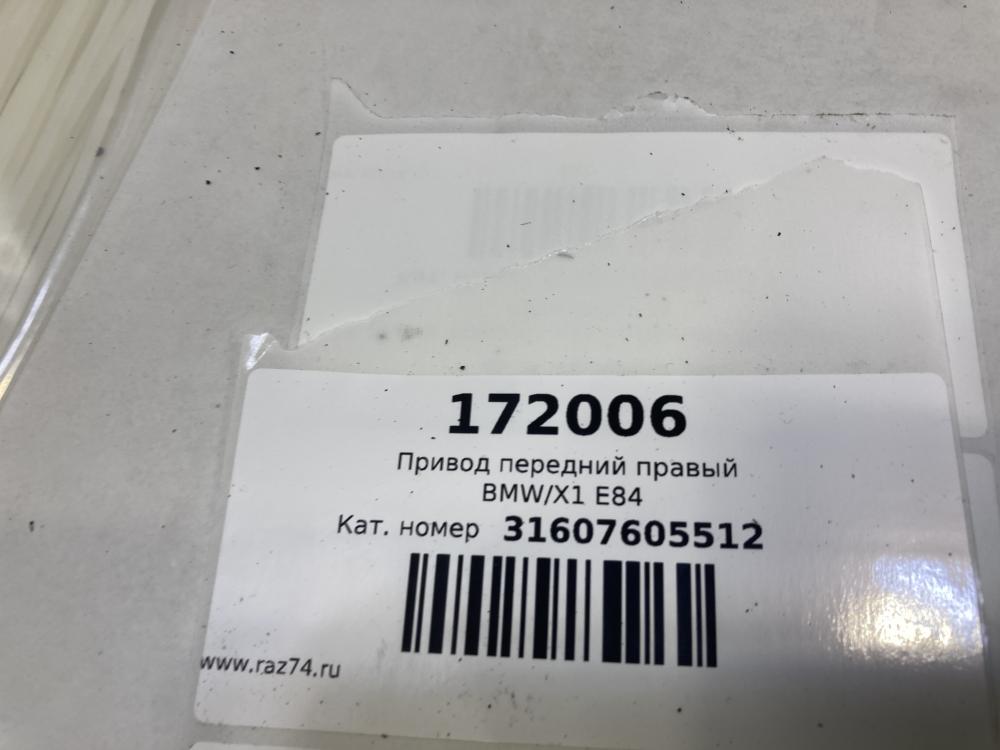 172006
Привод передний правый
BMW/X1 E84
Кат. номер 31607605512
www.raz74.ru